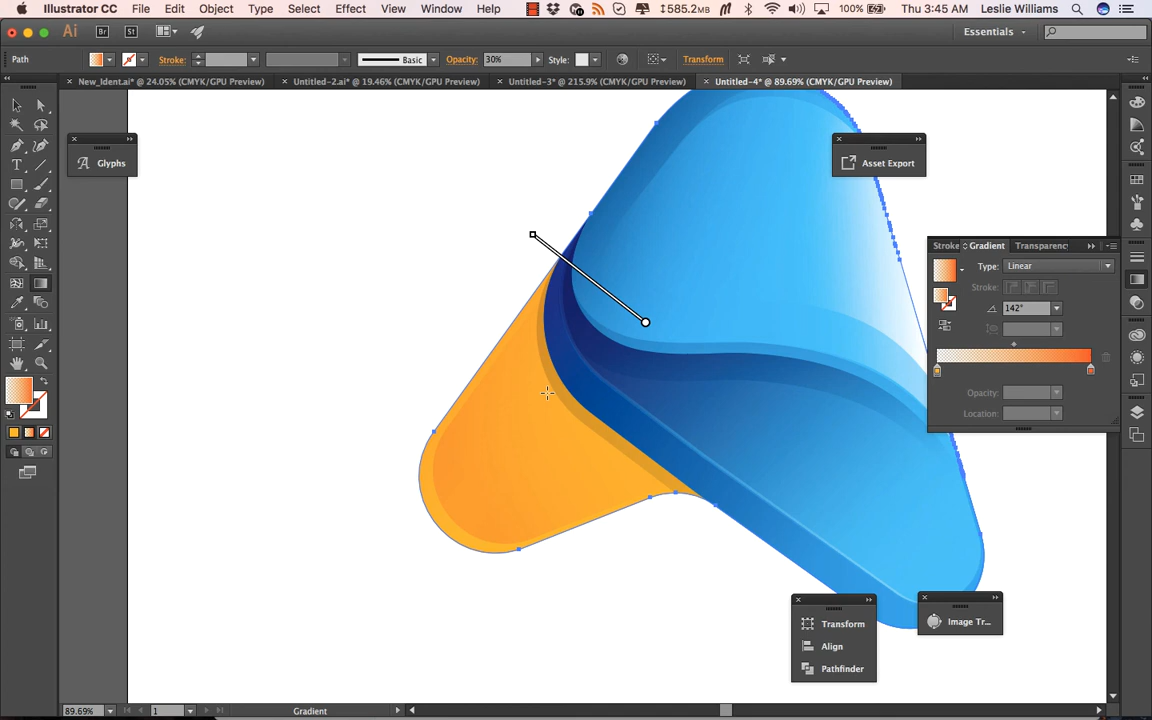 Illustrator CC File Edit Object Type Select Effect View Window Help 585.2MB 100% Thu 3:45 AM Leslie Williams
Ai Br St Essentials
Path Stroke: Basic Opacity: 30% Style: Transform
× New_Ident.ai* @ 24.05% (CMYK/GPU Preview) × Untitled-2.ai* @ 19.46% (CMYK/GPU Preview) × Untitled-3* @ 215.9% (CMYK/GPU Preview) × Untitled-4* @ 89.69% (CMYK/GPU Preview)
Glyphs
Asset Export
Stroke Gradient Transparency
Type: Linear
Stroke:
142°
Opacity:
Location:
Transform
Align
Pathfinder
Image Tr...
89.69% 1 Gradient